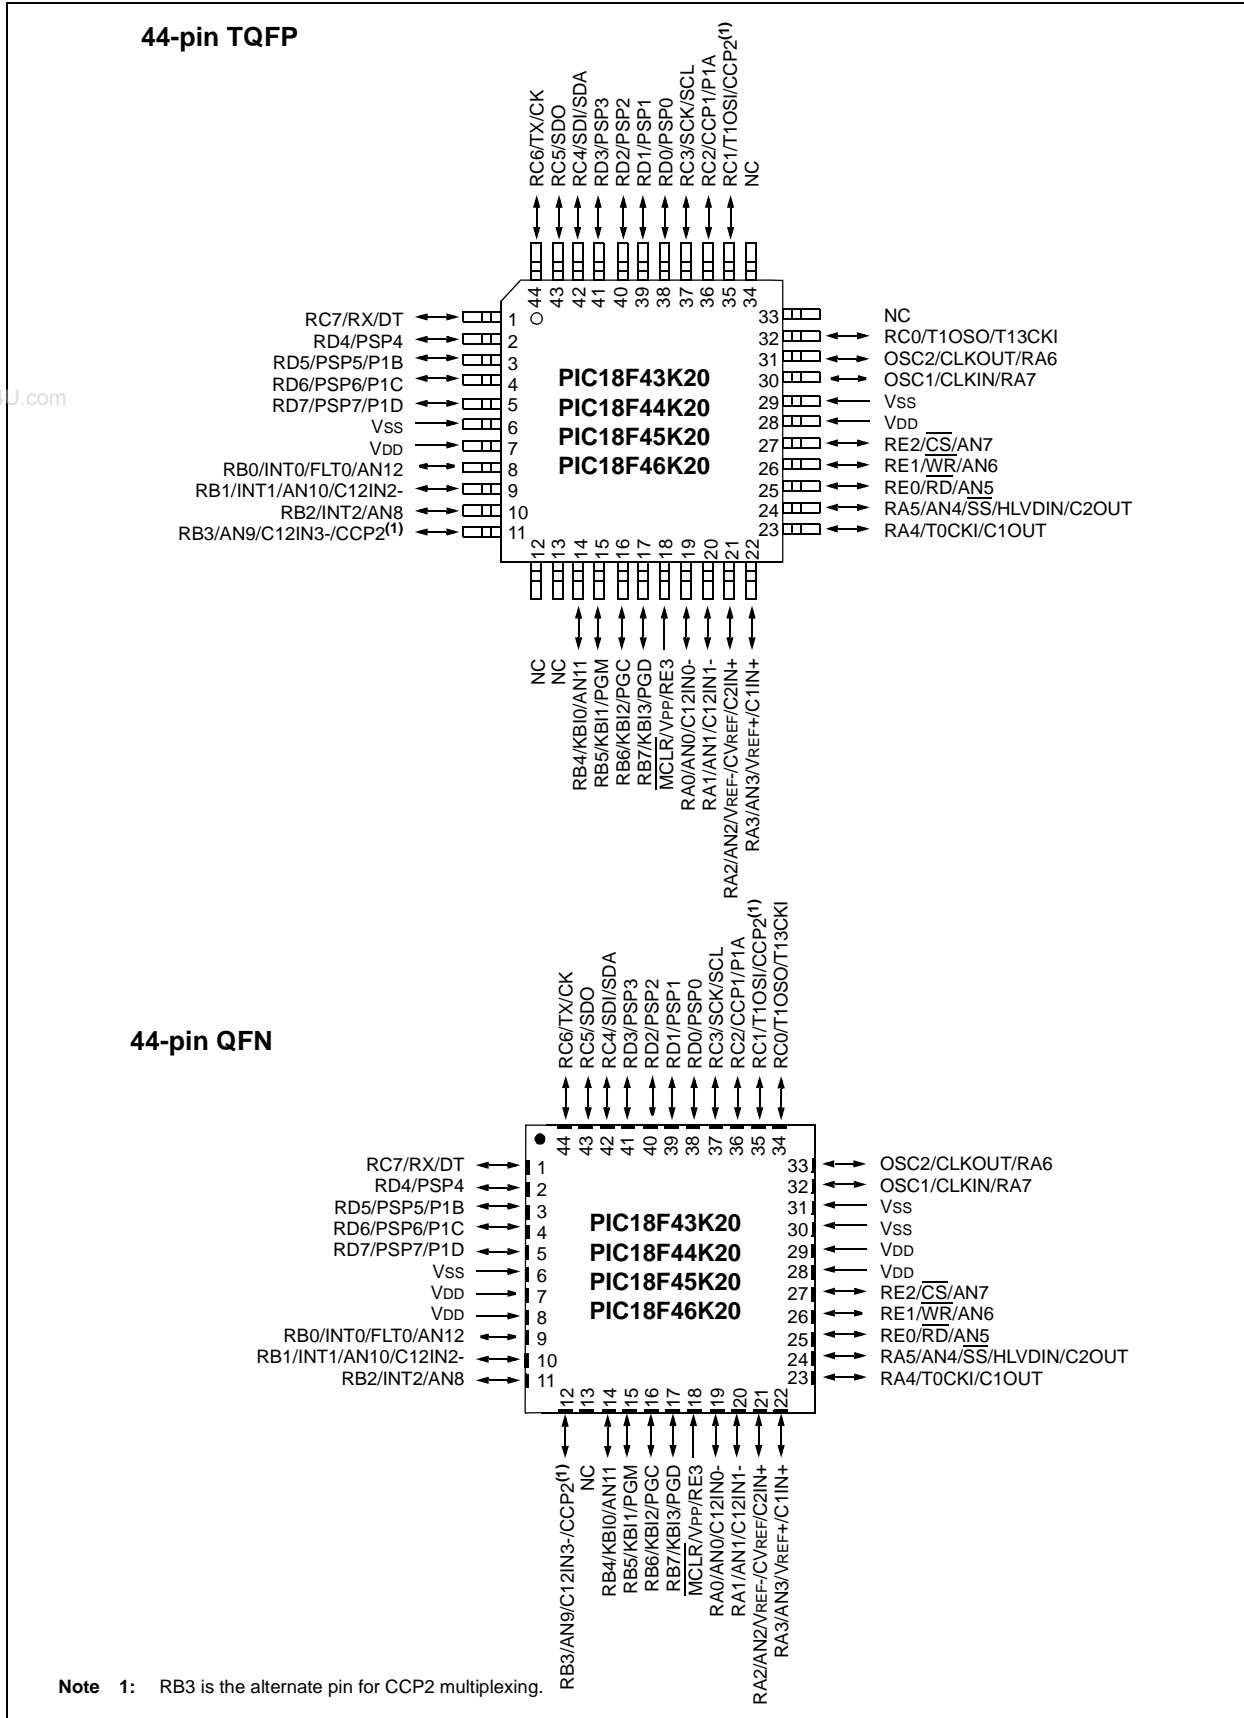 44-pin TQFP
RC6/TX/CK
RC5/SDO
RC4/SDI/SDA
RD3/PSP3
RD2/PSP2
RD1/PSP1
RD0/PSP0
RC3/SCK/SCL
RC2/CCP1/P1A
RC1/T1OSI/CCP2(1)
NC
44
43
42
41
40
39
38
37
36
35
34
RC7/RX/DT 1
RD4/PSP4 2
RD5/PSP5/P1B 3
RD6/PSP6/P1C 4
RD7/PSP7/P1D 5
VSS 6
VDD 7
RB0/INT0/FLT0/AN12 8
RB1/INT1/AN10/C12IN2- 9
RB2/INT2/AN8 10
RB3/AN9/C12IN3-/CCP2(1) 11
PIC18F43K20
PIC18F44K20
PIC18F45K20
PIC18F46K20
33 NC
32 RC0/T1OSO/T13CKI
31 OSC2/CLKOUT/RA6
30 OSC1/CLKIN/RA7
29 VSS
28 VDD
27 RE2/CS/AN7
26 RE1/WR/AN6
25 RE0/RD/AN5
24 RA5/AN4/SS/HLVDIN/C2OUT
23 RA4/T0CKI/C1OUT
12
13
14
15
16
17
18
19
20
21
22
NC
NC
RB4/KBI0/AN11
RB5/KBI1/PGM
RB6/KBI2/PGC
RB7/KBI3/PGD
MCLR/VPP/RE3
RA0/AN0/C12IN0-
RA1/AN1/C12IN1-
RA2/AN2/VREF-/CVREF/C2IN+
RA3/AN3/VREF+/C1IN+
U.com
44-pin QFN
RC6/TX/CK
RC5/SDO
RC4/SDI/SDA
RD3/PSP3
RD2/PSP2
RD1/PSP1
RD0/PSP0
RC3/SCK/SCL
RC2/CCP1/P1A
RC1/T1OSI/CCP2(1)
RC0/T1OSO/T13CKI
44
43
42
41
40
39
38
37
36
35
34
RC7/RX/DT 1
RD4/PSP4 2
RD5/PSP5/P1B 3
RD6/PSP6/P1C 4
RD7/PSP7/P1D 5
VSS 6
VDD 7
VDD 8
RB0/INT0/FLT0/AN12 9
RB1/INT1/AN10/C12IN2- 10
RB2/INT2/AN8 11
PIC18F43K20
PIC18F44K20
PIC18F45K20
PIC18F46K20
33 OSC2/CLKOUT/RA6
32 OSC1/CLKIN/RA7
31 VSS
30 VSS
29 VDD
28 VDD
27 RE2/CS/AN7
26 RE1/WR/AN6
25 RE0/RD/AN5
24 RA5/AN4/SS/HLVDIN/C2OUT
23 RA4/T0CKI/C1OUT
12
13
14
15
16
17
18
19
20
21
22
RB3/AN9/C12IN3-/CCP2(1)
NC
RB4/KBI0/AN11
RB5/KBI1/PGM
RB6/KBI2/PGC
RB7/KBI3/PGD
MCLR/VPP/RE3
RA0/AN0/C12IN0-
RA1/AN1/C12IN1-
RA2/AN2/VREF-/CVREF/C2IN+
RA3/AN3/VREF+/C1IN+
Note 1: RB3 is the alternate pin for CCP2 multiplexing.